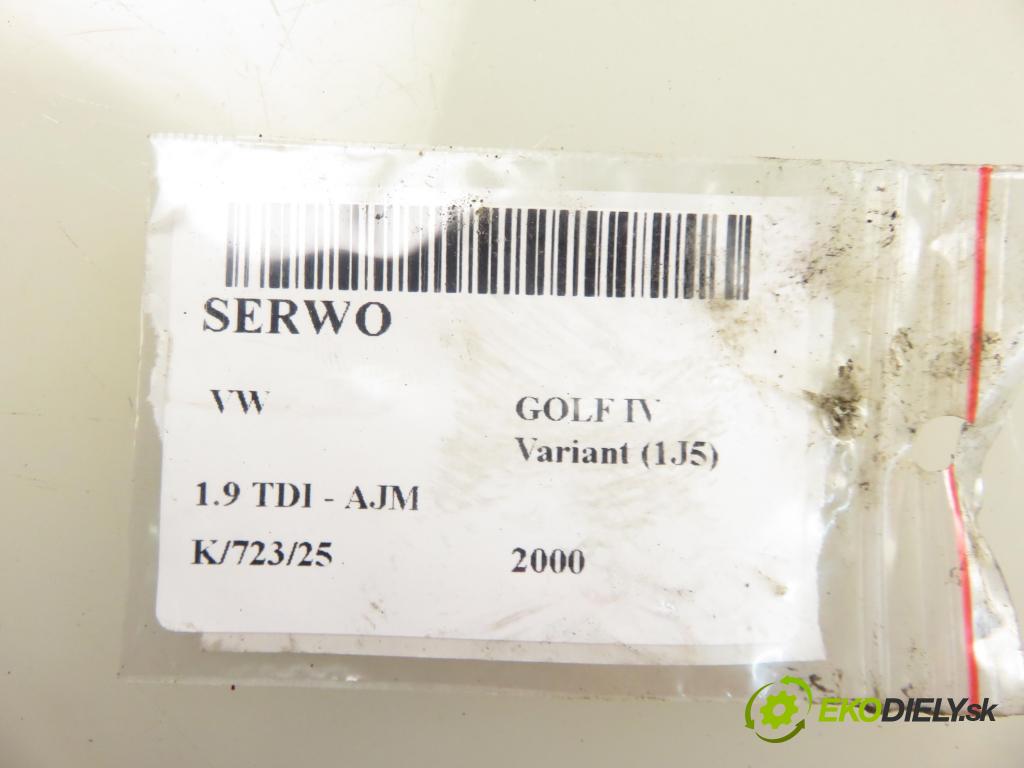 SERWO
VW
GOLF IV
Variant (1J5)
1.9 TDI - AJM
K/723/25
2000
EKODIELY.sk